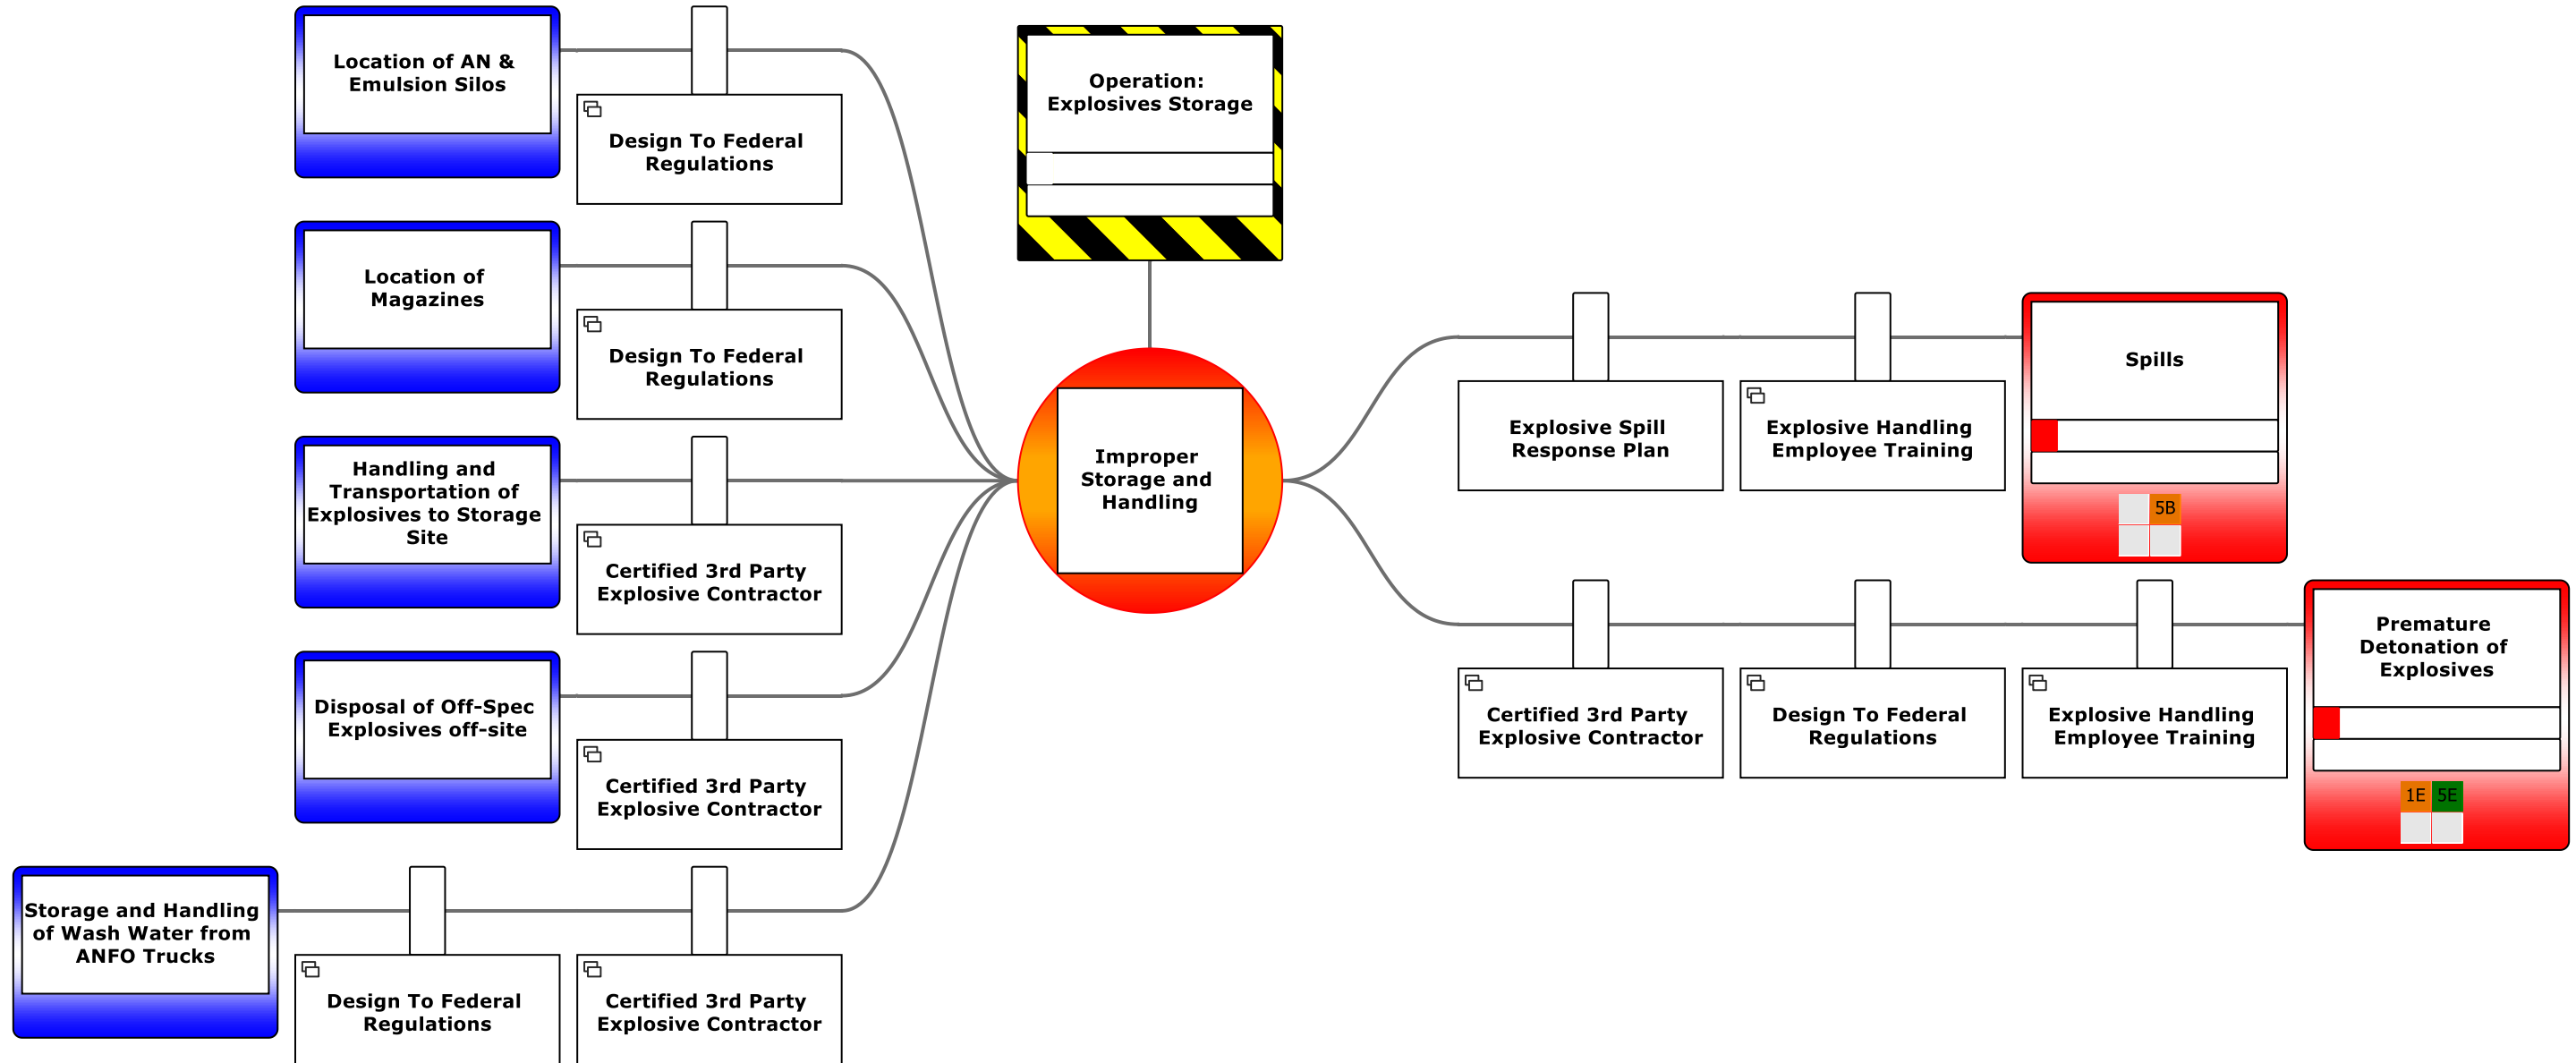 Location of AN &
Emulsion Silos
Design To Federal
Regulations
Operation:
Explosives Storage
Location of
Magazines
Design To Federal
Regulations
Handling and
Transportation of
Explosives to Storage
Site
Certified 3rd Party
Explosive Contractor
Disposal of Off-Spec
Explosives off-site
Certified 3rd Party
Explosive Contractor
Storage and Handling
of Wash Water from
ANFO Trucks
Design To Federal
Regulations
Certified 3rd Party
Explosive Contractor
Improper
Storage and
Handling
Explosive Spill
Response Plan
Explosive Handling
Employee Training
Spills
5B
Certified 3rd Party
Explosive Contractor
Design To Federal
Regulations
Explosive Handling
Employee Training
Premature
Detonation of
Explosives
1E 5E